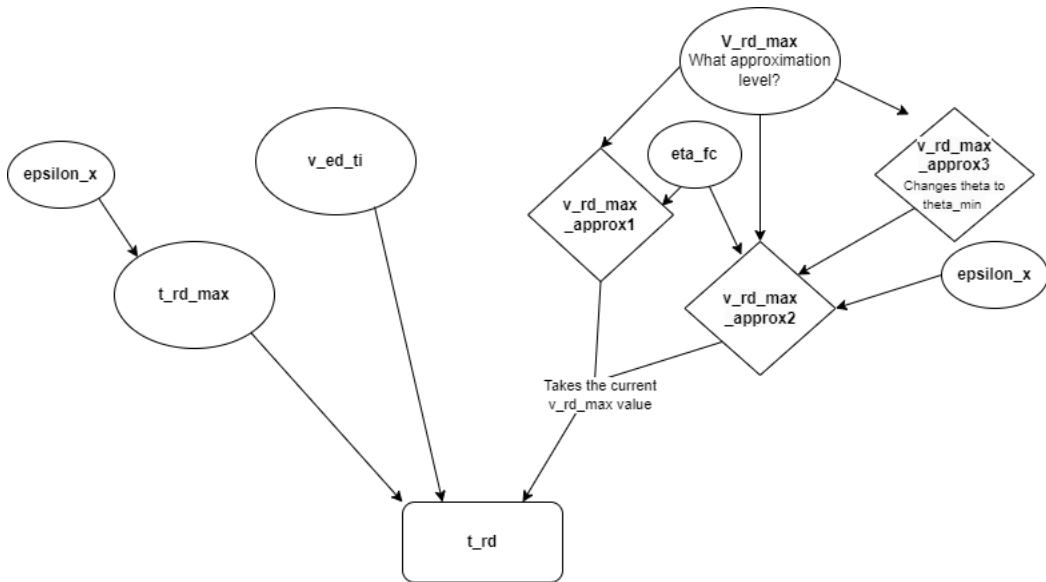 V_rd_max
What approximation
level?
epsilon_x
v_ed_ti
eta_fc
v_rd_max
_approx3
Changes theta to
theta_min
v_rd_max
_approx1
t_rd_max
epsilon_x
v_rd_max
_approx2
Takes the current
v_rd_max value
t_rd